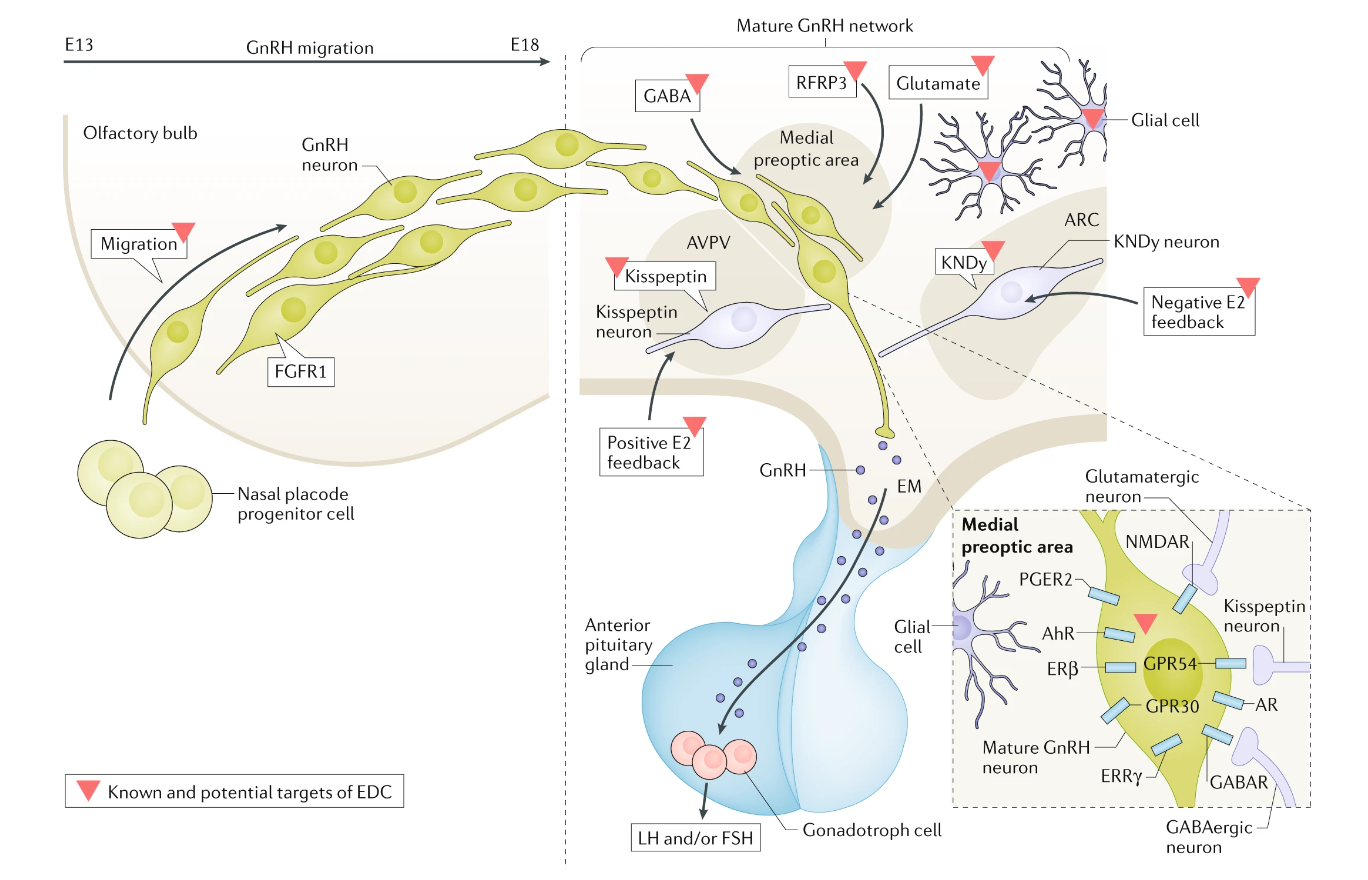 E13
GnRH migration
E18
Mature GnRH network
Olfactory bulb
GnRH
neuron
Migration
FGFR1
Nasal placode
progenitor cell
GABA
RFRP3
Glutamate
Medial
preoptic area
Glial cell
AVPV
Kisspeptin
Kisspeptin
neuron
Positive E2
feedback
ARC
KNDy neuron
KNDy
Negative E2
feedback
GnRH
EM
Anterior
pituitary
gland
Gonadotroph cell
LH and/or FSH
Medial
preoptic area
Glutamatergic
neuron
NMDAR
PGER2
Kisspeptin
neuron
Glial
cell
AhR
ERβ
GPR54
GPR30
AR
Mature GnRH
neuron
ERRγ
GABAR
GABAergic
neuron
Known and potential targets of EDC